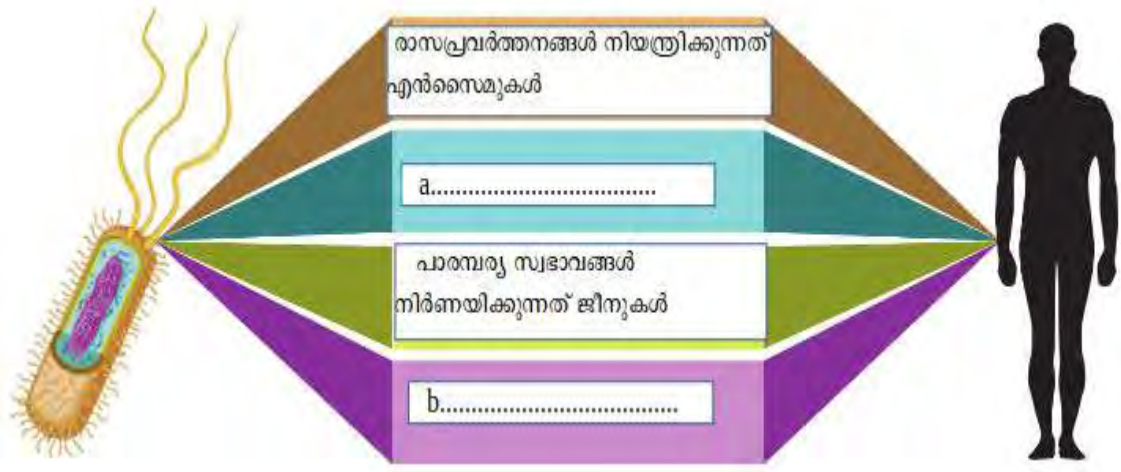 രാസപ്രവർത്തനങ്ങൾ നിയന്ത്രിക്കുന്നത്
എൻസൈമുകൾ
a....................................
പാരമ്പര്യ സ്വഭാവങ്ങൾ
നിർണയിക്കുന്നത് ജീനുകൾ
b......................................